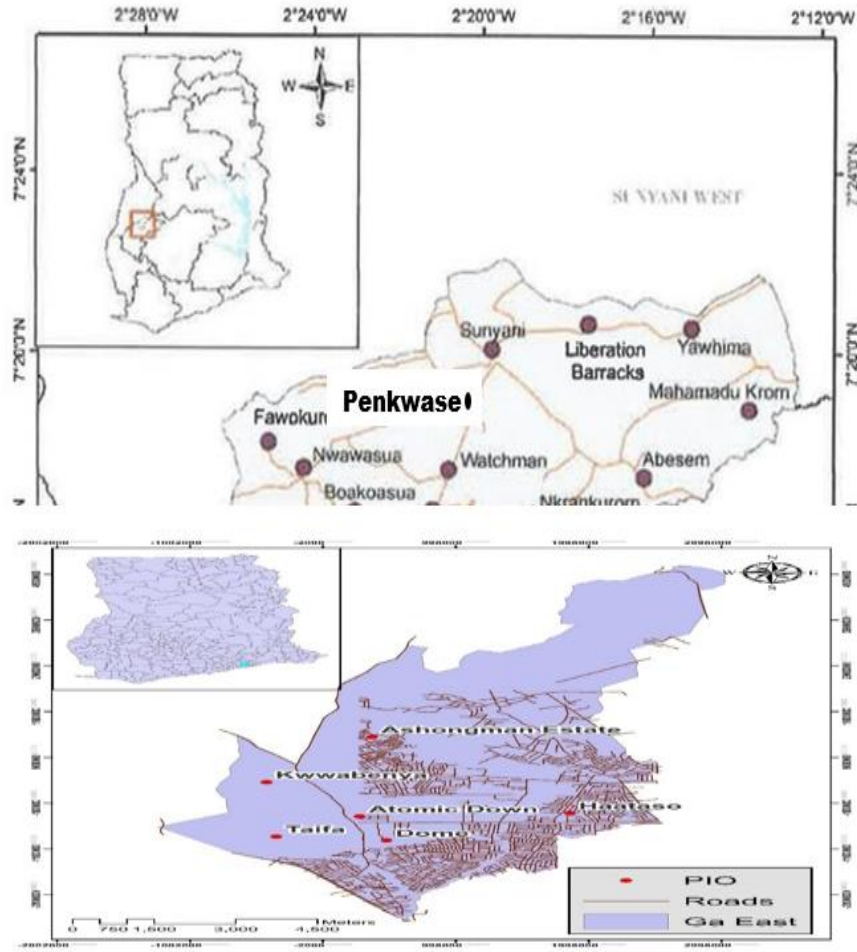 2°28'0"W 2°24'0"W 2°20'0"W 2°16'0"W 2°12'0"W
N
W E
S
7°24'0"N
7°24'0"N
SUNYANI WEST
7°20'0"N
7°20'0"N
Sunyani
Liberation
Barracks
Yawhima
Mahamadu Krom
Penkwase
Fawokuro
Nwawasua
Watchman
Abesem
Boakoasua
Nkrankurom
N
W E
Ashongman Estate
Kwwabenya
Atomic Down
Haataso
Taifa
Dome
PIO
Roads
Ga East
0 750 1,500 3,000 4,500 Meters